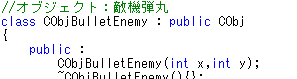 //オブジェクト：敵機弾丸
class CObjBulletEnemy : public CObj
{
public :
CObjBulletEnemy(int x,int y);
~CObjBulletEnemy(){};